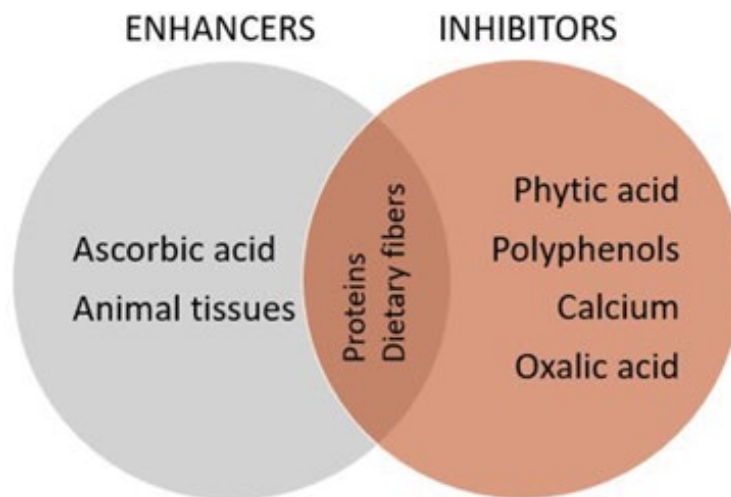 ENHANCERS
INHIBITORS
Ascorbic acid
Animal tissues
Proteins
Dietary fibers
Phytic acid
Polyphenols
Calcium
Oxalic acid